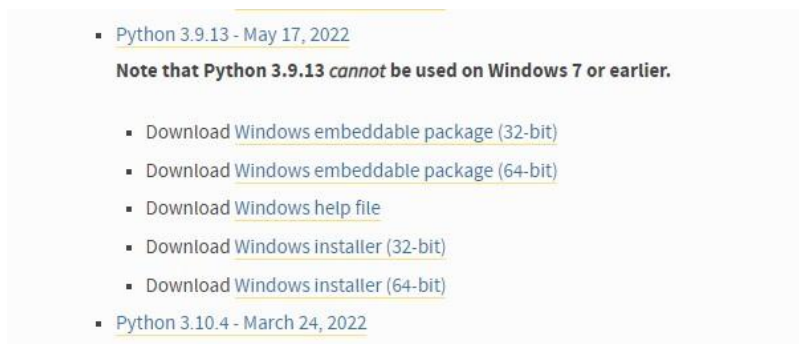 Python 3.9.13 - May 17, 2022
Note that Python 3.9.13 cannot be used on Windows 7 or earlier.
Download Windows embeddable package (32-bit)
Download Windows embeddable package (64-bit)
Download Windows help file
Download Windows installer (32-bit)
Download Windows installer (64-bit)
Python 3.10.4 - March 24, 2022